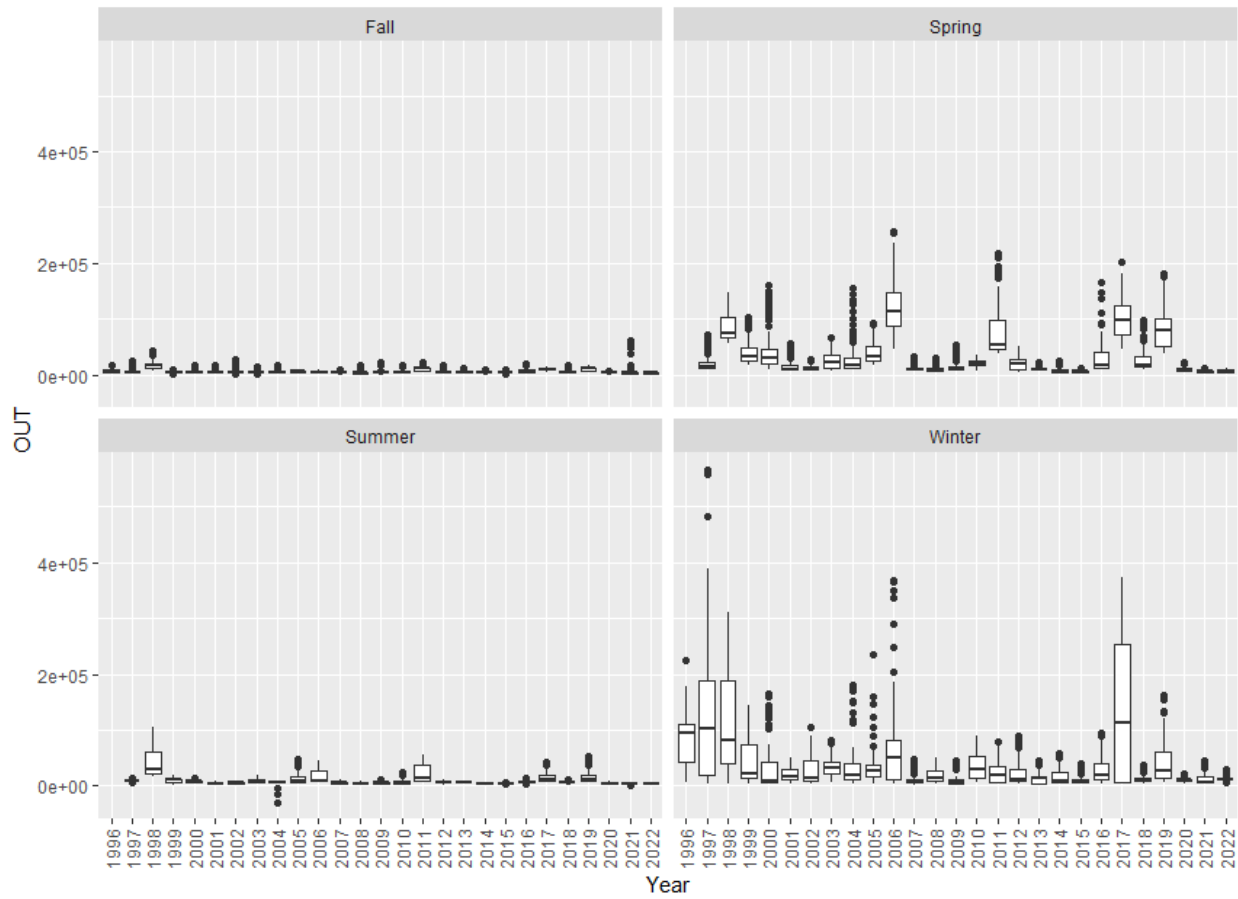 Fall Spring
4e+05
2e+05
0e+00
OUT
Summer Winter
4e+05
2e+05
0e+00
1996 1997 1998 1999 2000 2001 2002 2003 2004 2005 2006 2007 2008 2009 2010 2011 2012 2013 2014 2015 2016 2017 2018 2019 2020 2021 2022 1996 1997 1998 1999 2000 2001 2002 2003 2004 2005 2006 2007 2008 2009 2010 2011 2012 2013 2014 2015 2016 2017 2018 2019 2020 2021 2022
Year